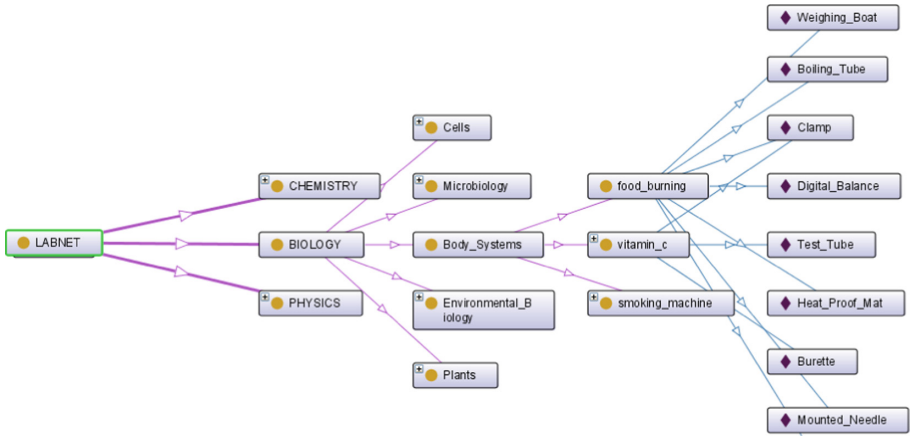 Weighing_Boat
Boiling_Tube
Cells
Clamp
CHEMISTRY
Microbiology
food_burning
Digital_Balance
LABNET
BIOLOGY
Body_Systems
vitamin_c
Test_Tube
PHYSICS
Environmental_B
iology
smoking_machine
Heat_Proof_Mat
Burette
Plants
Mounted_Needle